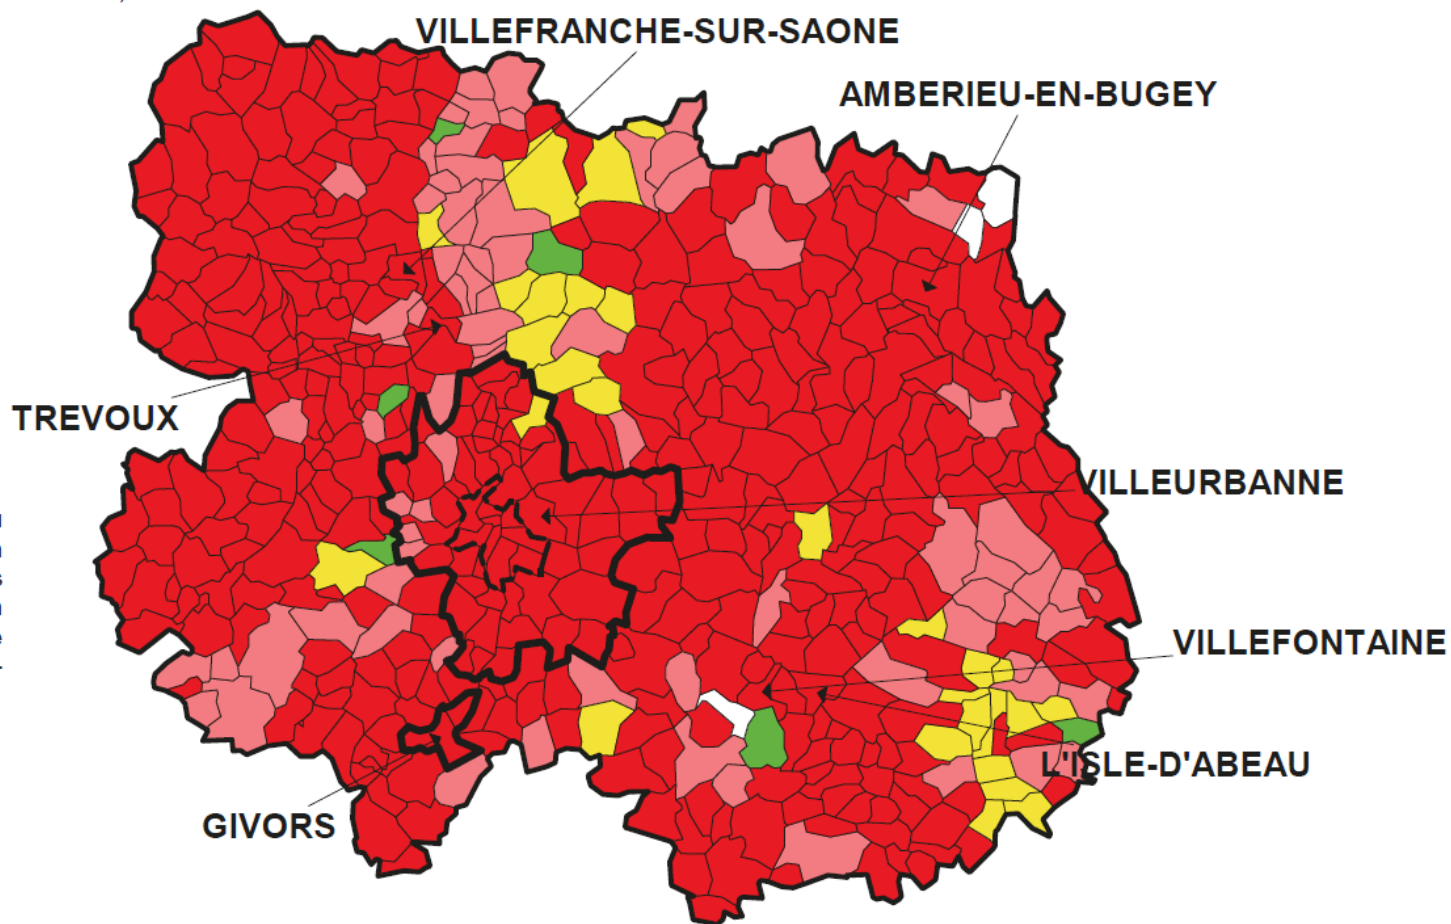 VILLEFRANCHE-SUR-SAONE
AMBERIEU-EN-BUGEY
TREVOUX
VILLEURBANNE
VILLEFONTAINE
L'ISLE-D'ABEAU
GIVORS